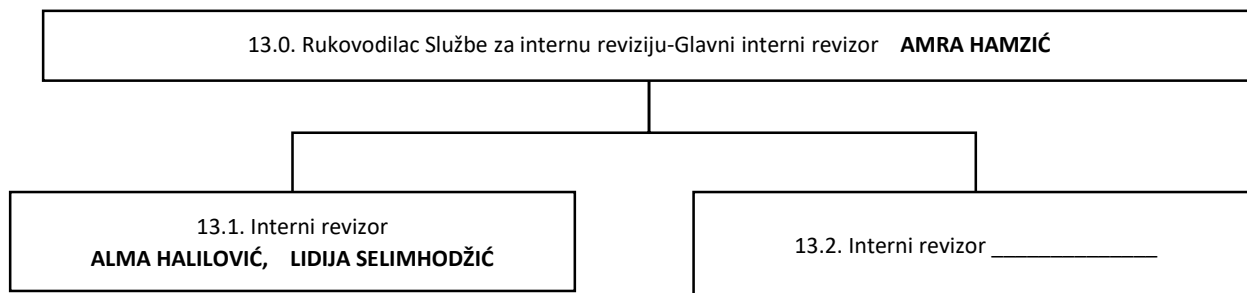 13.0. Rukovodilac Službe za internu reviziju-Glavni interni revizor AMRA HAMZIĆ
13.1. Interni revizor
ALMA HALILOVIĆ, LIDIJA SELIMHODŽIĆ
13.2. Interni revizor ______________